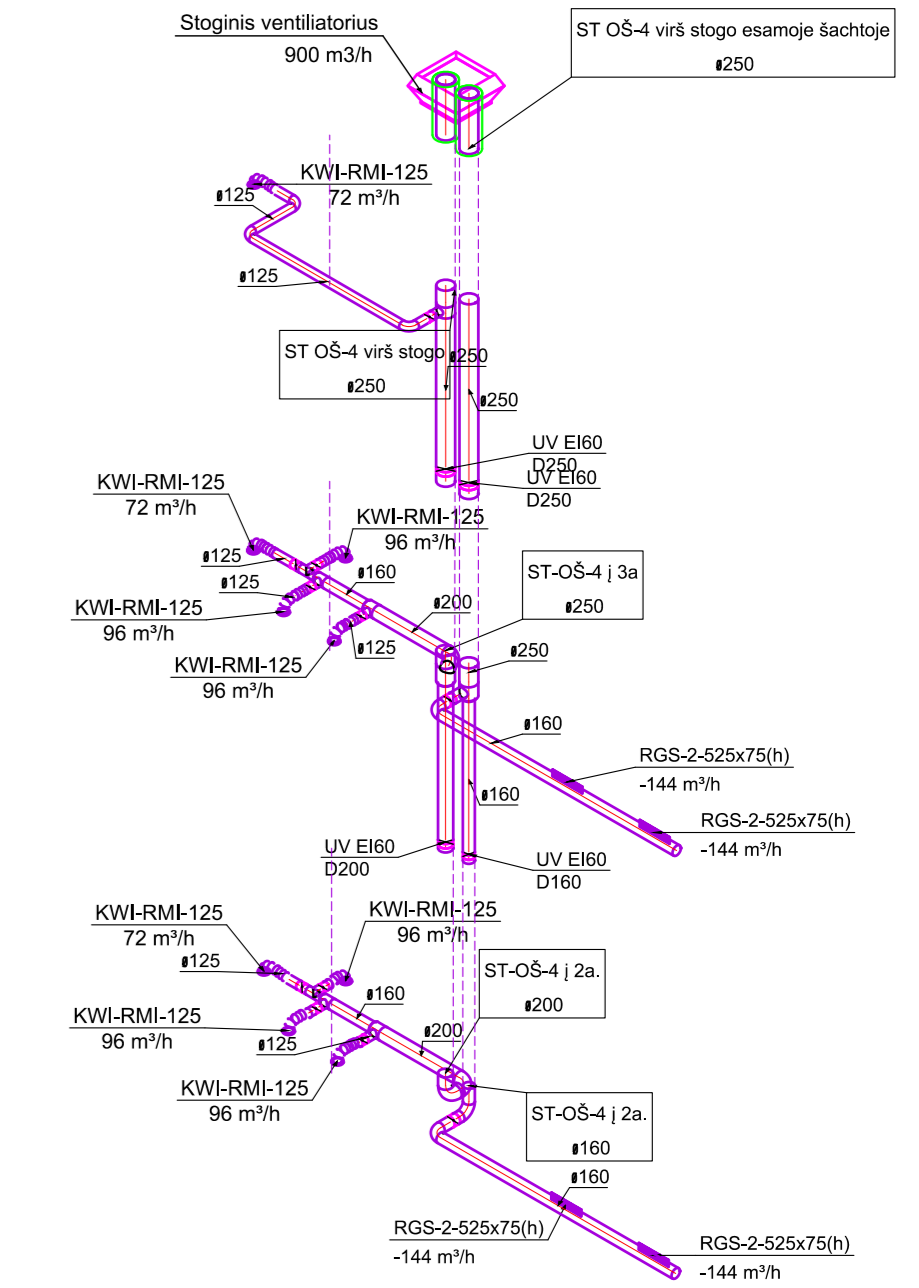 Stoginis ventiliatorius
900 m3/h
ST OŠ-4 virš stogo esamoje šachtoje
ø250
KWI-RMI-125
72 m³/h
ø125
ø125
ST OŠ-4 virš stogo
ø250
ø250
ø250
UV EI60
D250
UV EI60
D250
KWI-RMI-125
72 m³/h
KWI-RMI-125
96 m³/h
ø125
ø125
ø160
KWI-RMI-125
96 m³/h
ø200
ST-OŠ-4 į 3a
ø250
ø125
KWI-RMI-125
96 m³/h
ø250
ø160
RGS-2-525x75(h)
-144 m³/h
ø160
RGS-2-525x75(h)
-144 m³/h
UV EI60
D200
UV EI60
D160
KWI-RMI-125
72 m³/h
KWI-RMI-125
96 m³/h
ø125
ST-OŠ-4 į 2a.
ø200
ø160
KWI-RMI-125
96 m³/h
ø125
ø200
KWI-RMI-125
96 m³/h
ST-OŠ-4 į 2a.
ø160
ø160
RGS-2-525x75(h)
-144 m³/h
RGS-2-525x75(h)
-144 m³/h